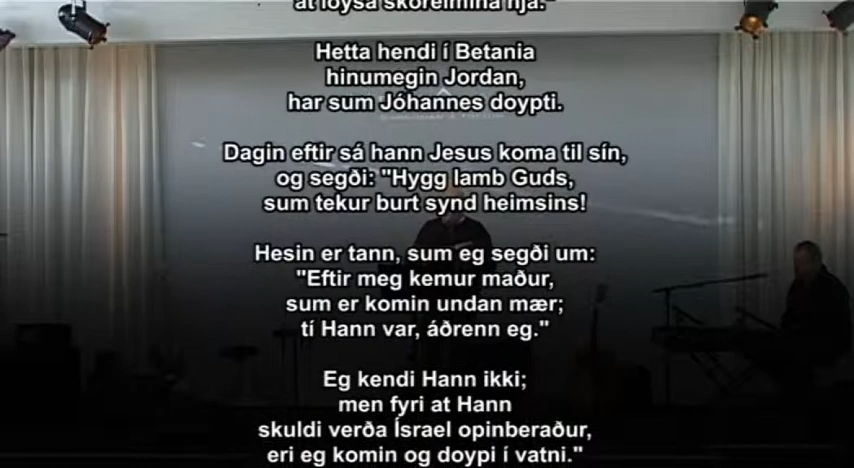 at loysa skoreimina hjá."
Hetta hendi í Betania
hinumegin Jordan,
har sum Jóhannes doypti.
Dagin eftir sá hann Jesus koma til sín,
og segði: "Hygg lamb Guds,
sum tekur burt synd heimsins!
Hesin er tann, sum eg segði um:
"Eftir meg kemur maður,
sum er komin undan mær;
tí Hann var, áðrenn eg."
Eg kendi Hann ikki;
men fyri at Hann
skuldi verða Ísrael opinberaður,
eri eg komin og doypi í vatni."